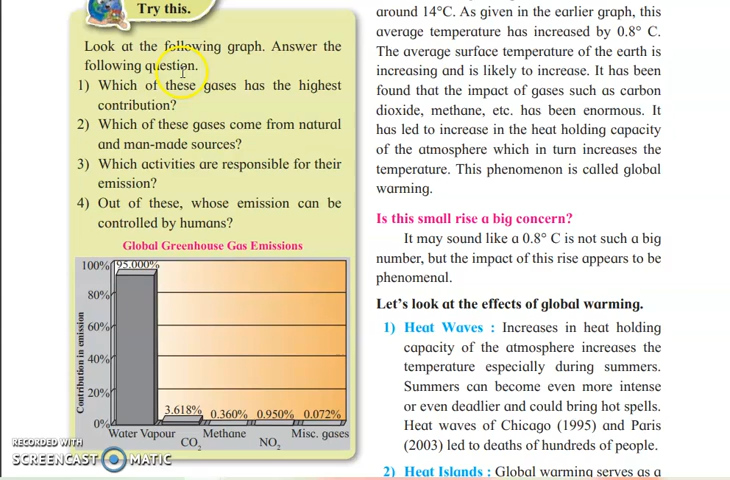 Try this.
Look at the following graph. Answer the
following question.
1) Which of these gases has the highest
contribution?
2) Which of these gases come from natural
and man-made sources?
3) Which activities are responsible for their
emission?
4) Out of these, whose emission can be
controlled by humans?
Global Greenhouse Gas Emissions
Contribution in emission
100%
80%
60%
40%
20%
0%
95.000%
3.618%
0.360%
0.950%
0.072%
Water Vapour
CO2
Methane
NO2
Misc. gases
RECORDED WITH
SCREENCAST MATIC
around 14°C. As given in the earlier graph, this
average temperature has increased by 0.8° C.
The average surface temperature of the earth is
increasing and is likely to increase. It has been
found that the impact of gases such as carbon
dioxide, methane, etc. has been enormous. It
has led to increase in the heat holding capacity
of the atmosphere which in turn increases the
temperature. This phenomenon is called global
warming.
Is this small rise a big concern?
It may sound like a 0.8° C is not such a big
number, but the impact of this rise appears to be
phenomenal.
Let's look at the effects of global warming.
1) Heat Waves : Increases in heat holding
capacity of the atmosphere increases the
temperature especially during summers.
Summers can become even more intense
or even deadlier and could bring hot spells.
Heat waves of Chicago (1995) and Paris
(2003) led to deaths of hundreds of people.
2) Heat Islands : Global warming serves as a